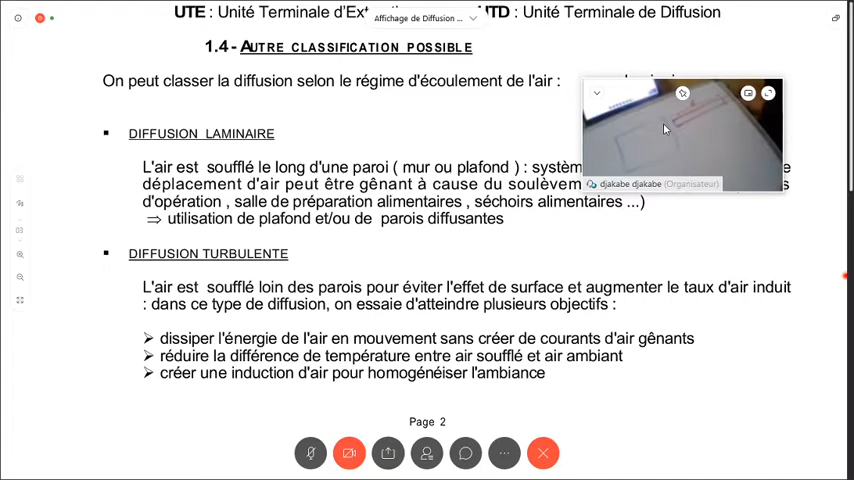 UTE : Unité Terminale d'Ex
Affichage de Diffusion ...
UTD : Unité Terminale de Diffusion
1.4 - AUTRE CLASSIFICATION POSSIBLE
On peut classer la diffusion selon le régime d'écoulement de l'air :
▪ DIFFUSION LAMINAIRE
L'air est soufflé le long d'une paroi ( mur ou plafond ) : systèm
déplacement d'air peut être gênant à cause du soulèvem
d'opération , salle de préparation alimentaires , séchoirs alimentaires ...)
⇒ utilisation de plafond et/ou de parois diffusantes
djakabe djakabe (Organisateur)
▪ DIFFUSION TURBULENTE
L'air est soufflé loin des parois pour éviter l'effet de surface et augmenter le taux d'air induit
: dans ce type de diffusion, on essaie d'atteindre plusieurs objectifs :
➢ dissiper l'énergie de l'air en mouvement sans créer de courants d'air gênants
➢ réduire la différence de température entre air soufflé et air ambiant
➢ créer une induction d'air pour homogénéiser l'ambiance
Page 2